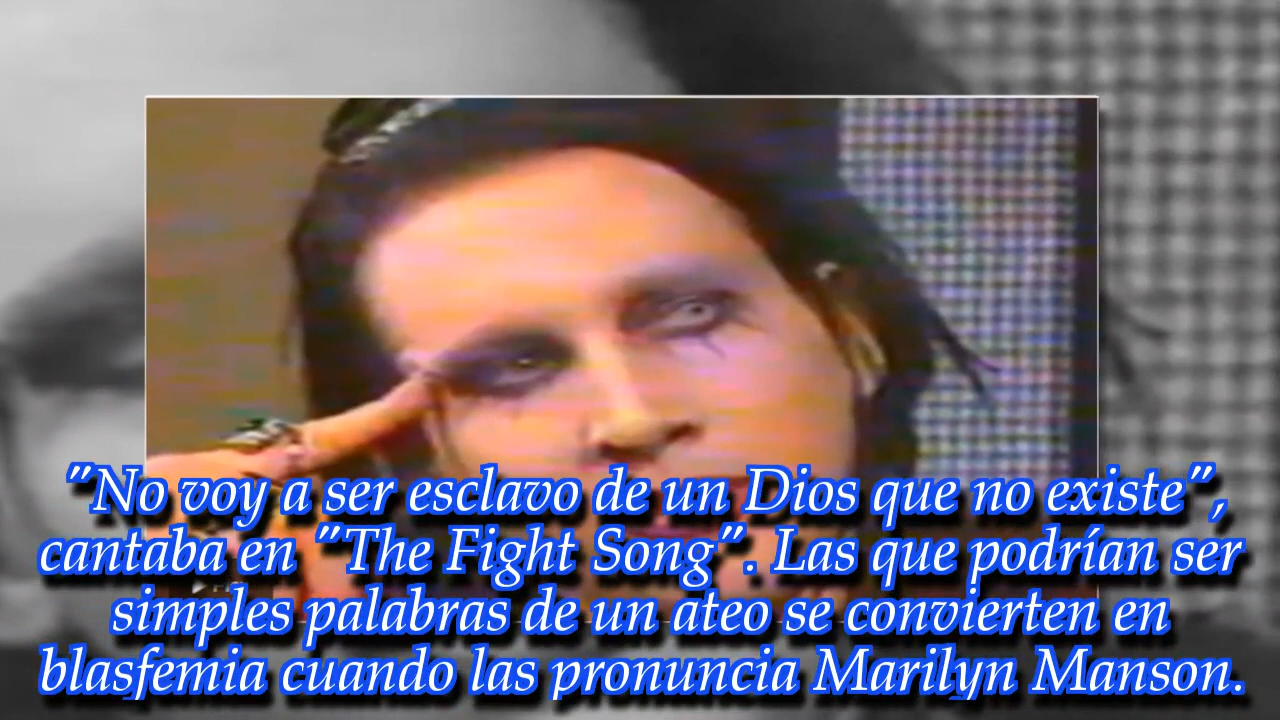 "No voy a ser esclavo de un Dios que no existe",
cantaba en "The Fight Song". Las que podrían ser
simples palabras de un ateo se convierten en
blasfemia cuando las pronuncia Marilyn Manson.